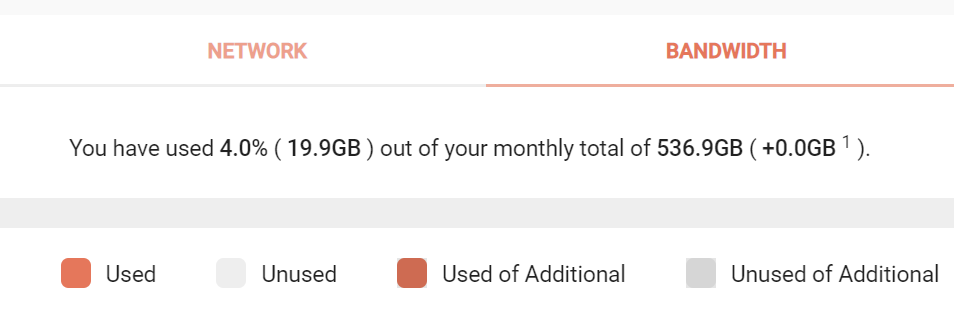 NETWORK BANDWIDTH
You have used 4.0% ( 19.9GB ) out of your monthly total of 536.9GB ( +0.0GB 1 ).
Used Unused Used of Additional Unused of Additional